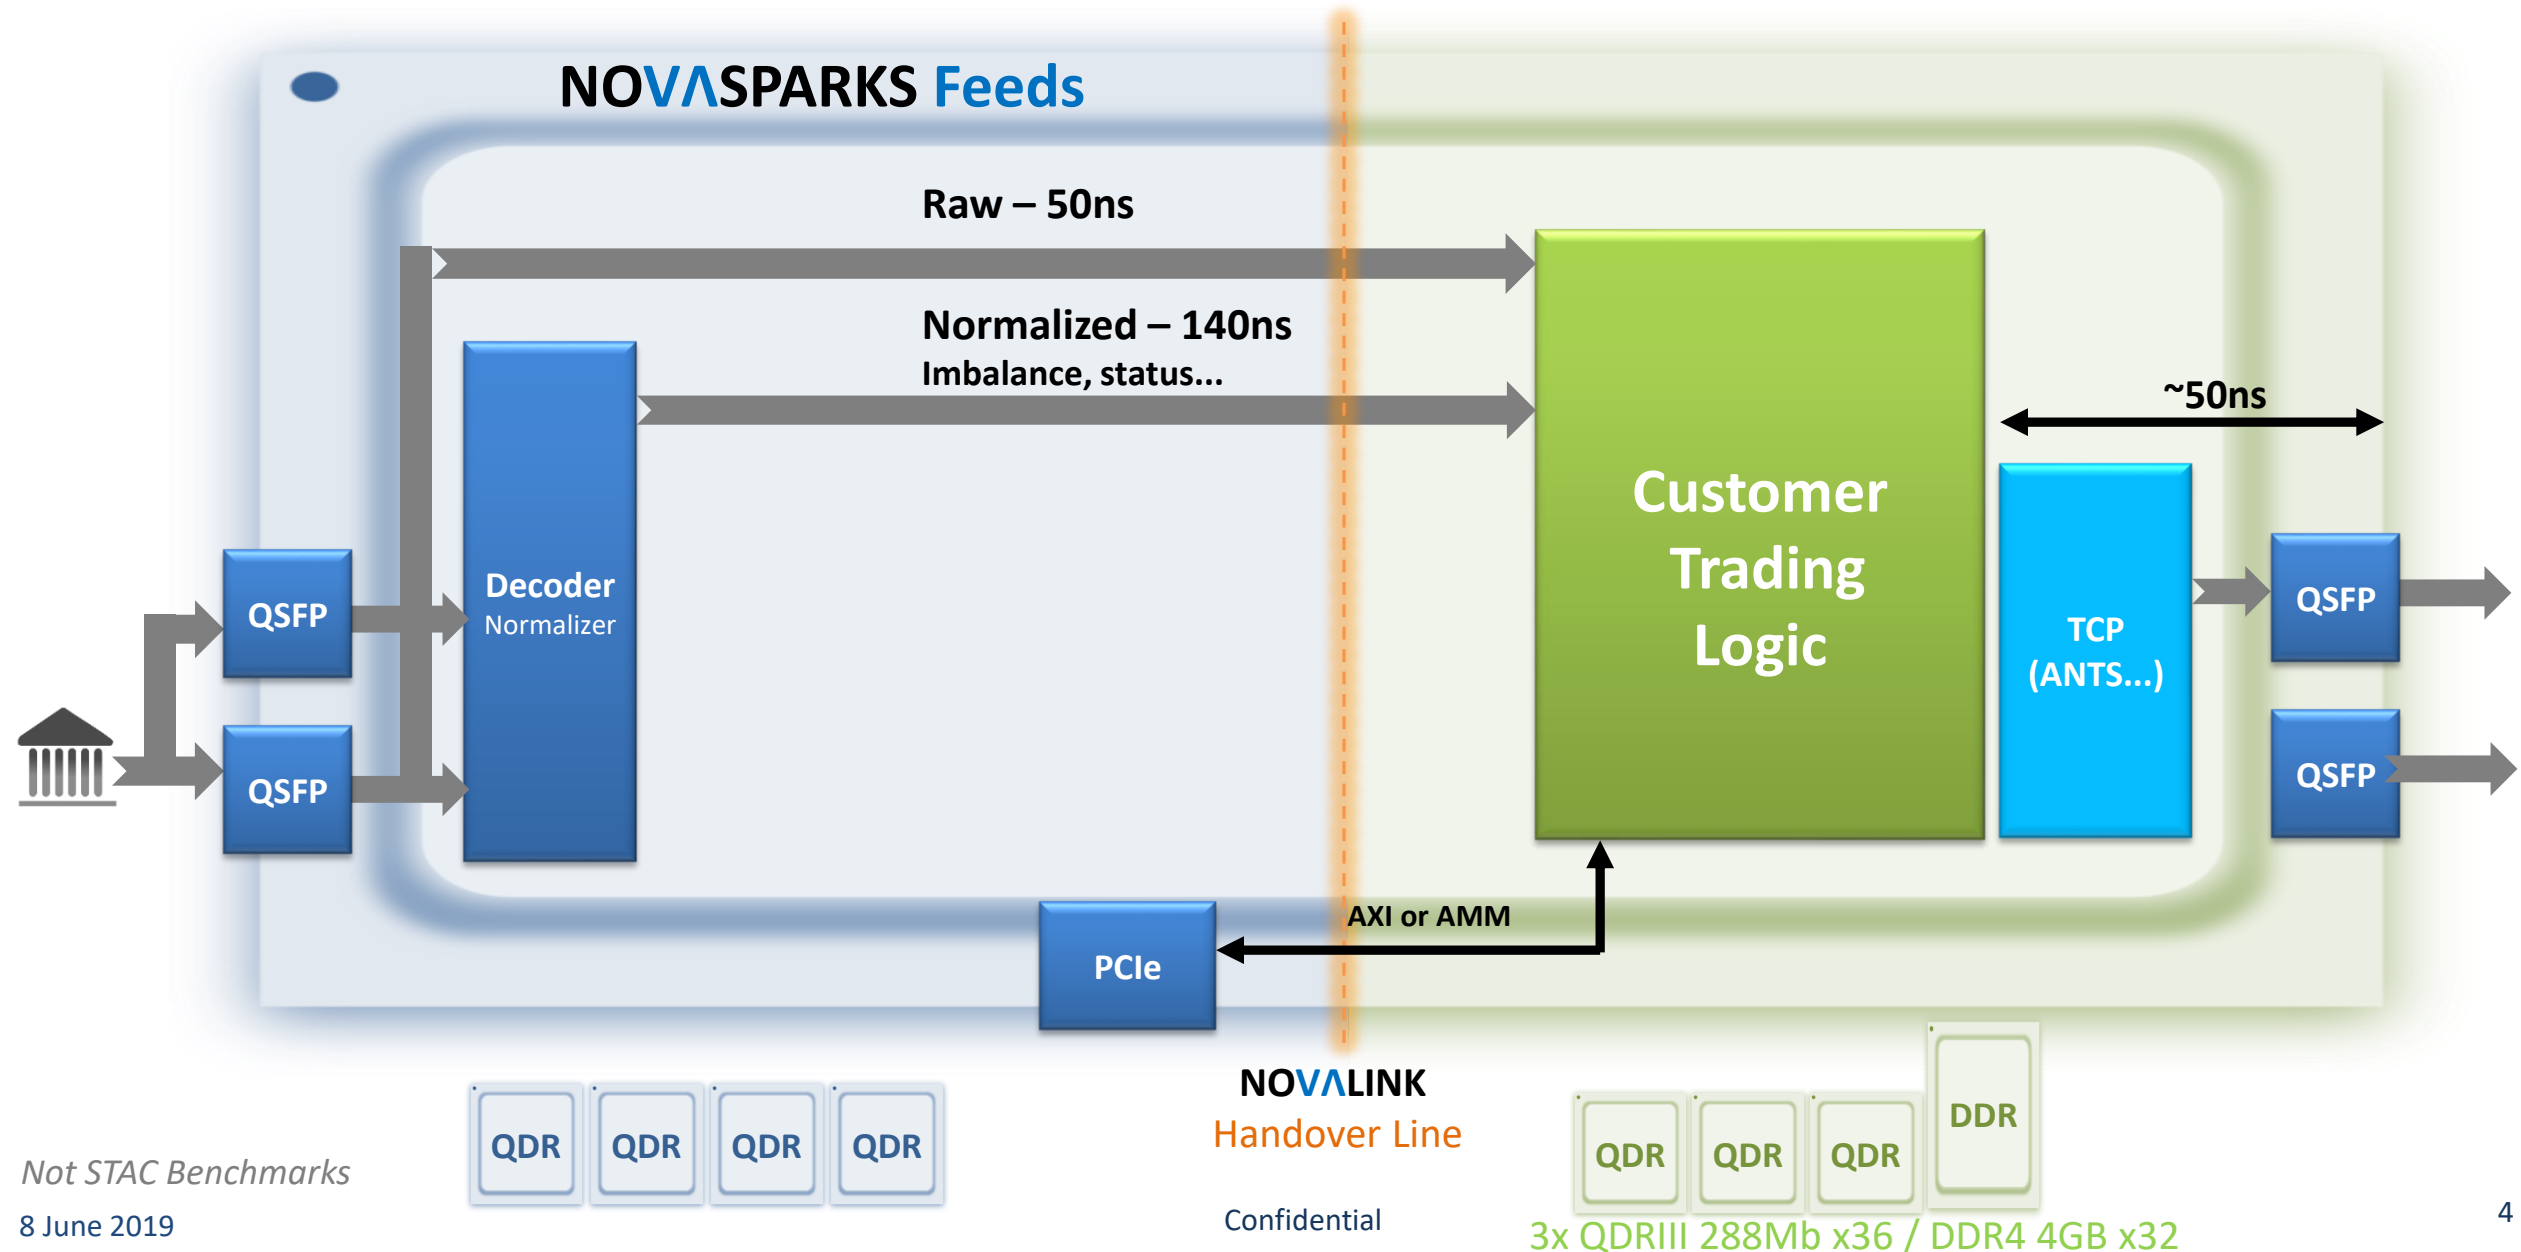 NOVΛSPARKS Feeds
Raw – 50ns
Normalized – 140ns
Imbalance, status...
~50ns
Customer
Trading
Logic
Decoder
Normalizer
QSFP
QSFP
TCP
(ANTS...)
QSFP
QSFP
AXI or AMM
PCIe
NOVΛLINK
Handover Line
QDR
QDR
QDR
QDR
QDR
QDR
QDR
DDR
3x QDRIII 288Mb x36 / DDR4 4GB x32
Not STAC Benchmarks
8 June 2019
Confidential
4